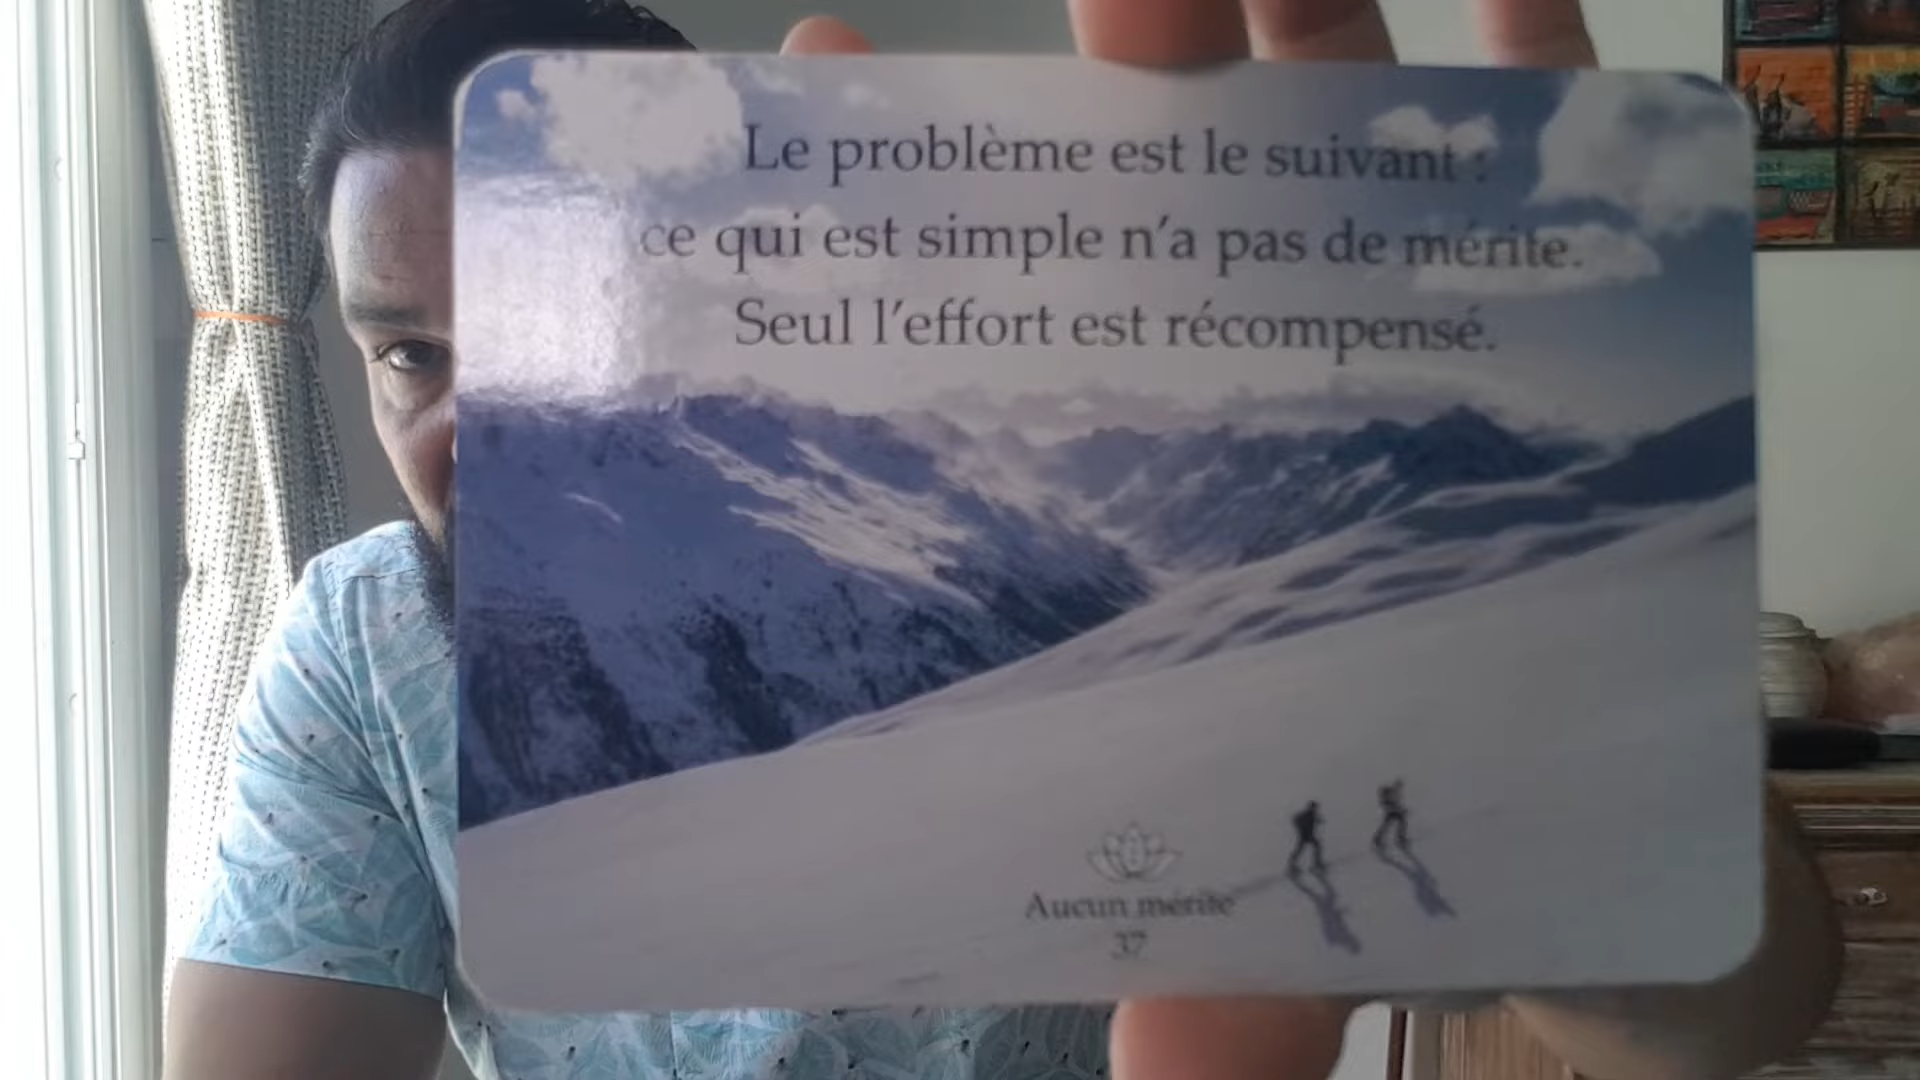 Le problème est le suivant :
ce qui est simple n'a pas de mérite.
Seul l'effort est récompensé.
Aucun mérite
37